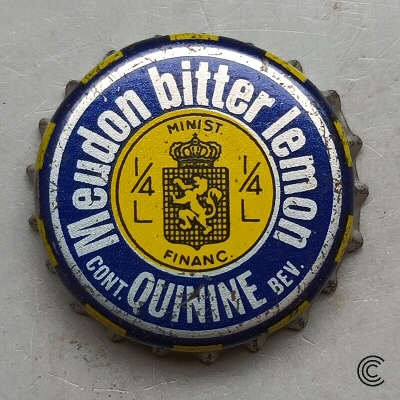 Meudon bitter lemon
MINIST.
1/4 L
1/4 L
FINANC.
CONT. QUININE BEV.